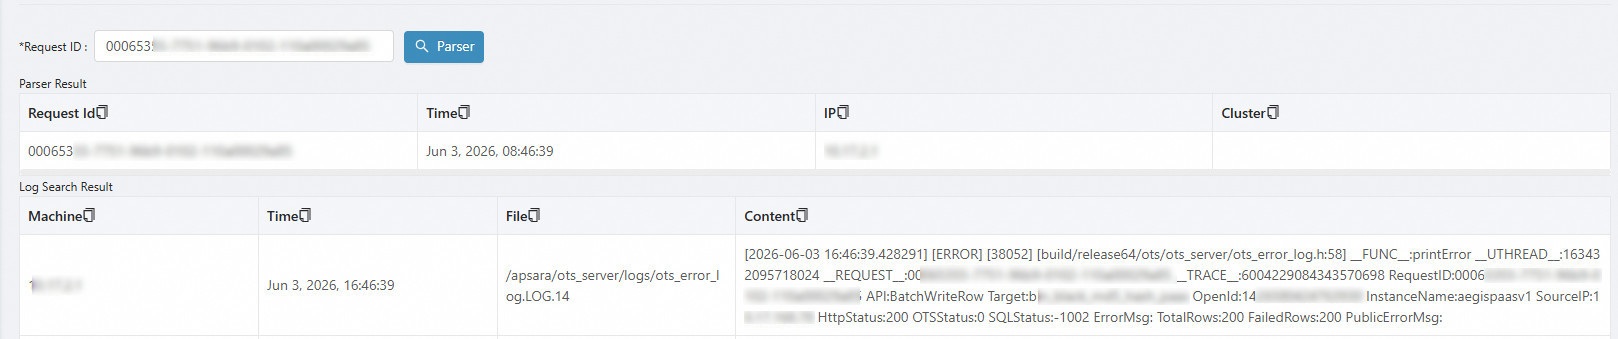 *Request ID : 000653 Parser
Parser Result
Request Id Time IP Cluster
000653 Jun 3, 2026, 08:46:39
Log Search Result
Machine Time File Content
[2026-06-03 16:46:39.428291] [ERROR] [38052] [build/release64/ots/ots_server/ots_error_log.h:58] __FUNC__:printError __UTHREAD__:16343
/apsara/ots_server/logs/ots_error_l 2095718024 __REQUEST__:00 __TRACE__:6004229084343570698 RequestID:0006
1 Jun 3, 2026, 16:46:39
og.LOG.14 API:BatchWriteRow Target:b OpenId:14 InstanceName:aegispaasv1 SourceIP:1
HttpStatus:200 OTSStatus:0 SQLStatus:-1002 ErrorMsg: TotalRows:200 FailedRows:200 PublicErrorMsg: